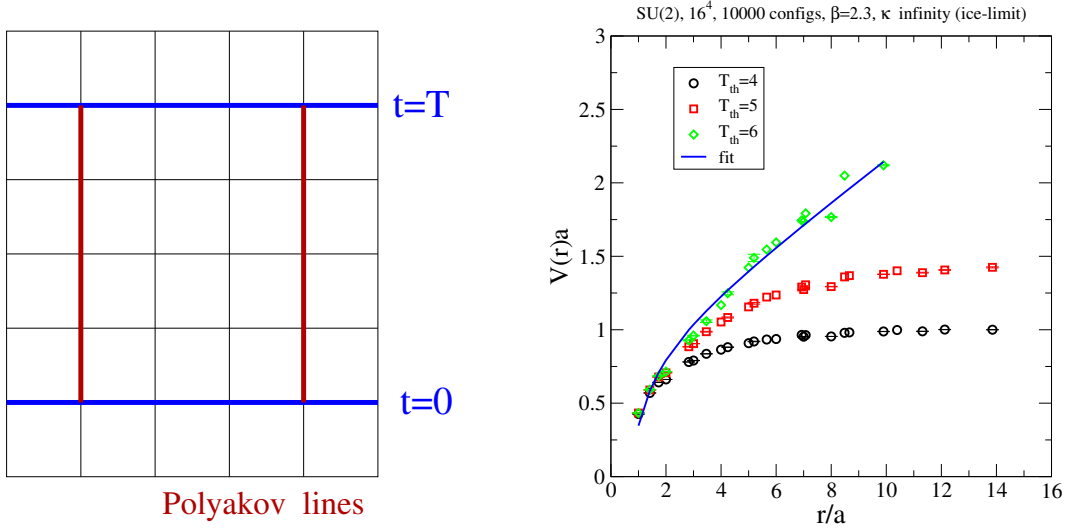 t=T
t=0
Polyakov lines
SU(2), 16^4, 10000 configs, β=2.3, κ infinity (ice-limit)
T_th=4
T_th=5
T_th=6
fit
V(r)a
3
2.5
2
1.5
1
0.5
0
0 2 4 6 8 10 12 14 16
r/a